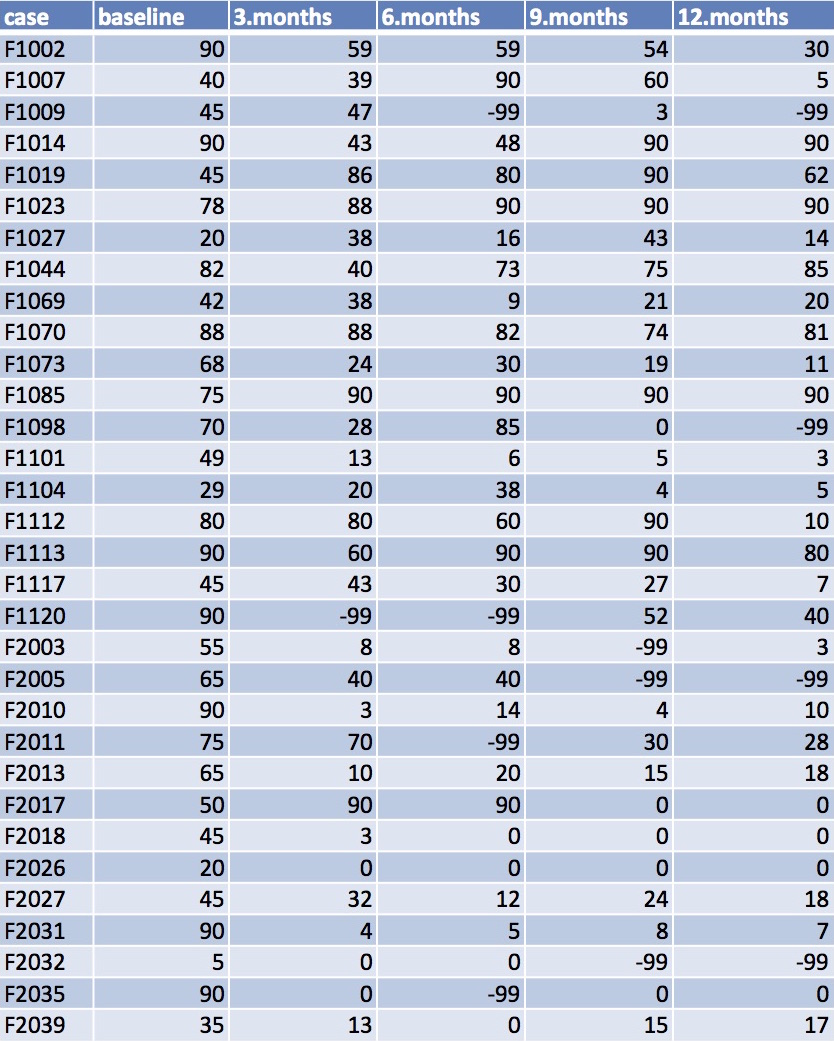 case baseline 3.months 6.months 9.months 12.months
F1002 90 59 59 54 30
F1007 40 39 90 60 5
F1009 45 47 -99 3 -99
F1014 90 43 48 90 90
F1019 45 86 80 90 62
F1023 78 88 90 90 90
F1027 20 38 16 43 14
F1044 82 40 73 75 85
F1069 42 38 9 21 20
F1070 88 88 82 74 81
F1073 68 24 30 19 11
F1085 75 90 90 90 90
F1098 70 28 85 0 -99
F1101 49 13 6 5 3
F1104 29 20 38 4 5
F1112 80 80 60 90 10
F1113 90 60 90 90 80
F1117 45 43 30 27 7
F1120 90 -99 -99 52 40
F2003 55 8 8 -99 3
F2005 65 40 40 -99 -99
F2010 90 3 14 4 10
F2011 75 70 -99 30 28
F2013 65 10 20 15 18
F2017 50 90 90 0 0
F2018 45 3 0 0 0
F2026 20 0 0 0 0
F2027 45 32 12 24 18
F2031 90 4 5 8 7
F2032 5 0 0 -99 -99
F2035 90 0 -99 0 0
F2039 35 13 0 15 17